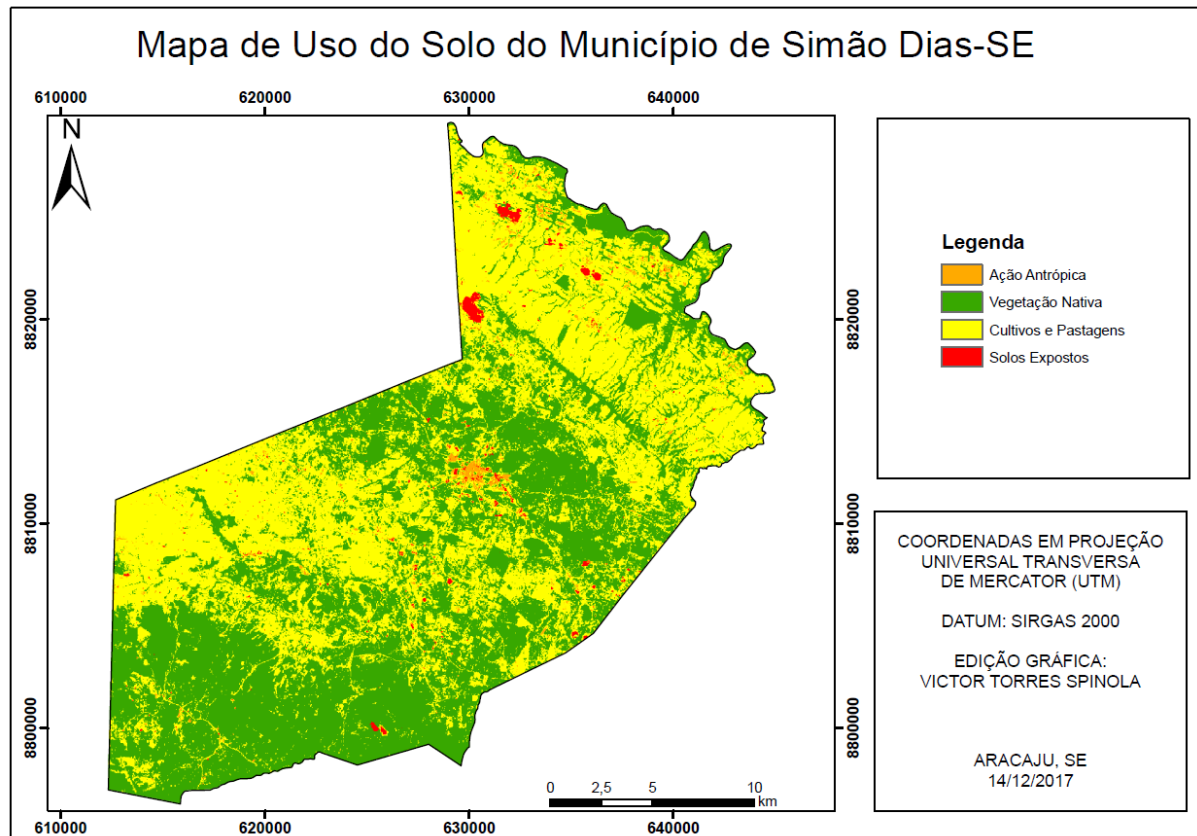 Mapa de Uso do Solo do Município de Simão Dias-SE
610000
620000
630000
640000
N
8820000
8810000
8800000
8820000
8810000
8800000
0
2,5
5
10
km
610000
620000
630000
640000
Legenda
Ação Antrópica
Vegetação Nativa
Cultivos e Pastagens
Solos Expostos
COORDENADAS EM PROJEÇÃO
UNIVERSAL TRANSVERSA
DE MERCATOR (UTM)
DATUM: SIRGAS 2000
EDIÇÃO GRÁFICA:
VICTOR TORRES SPINOLA
ARACAJU, SE
14/12/2017